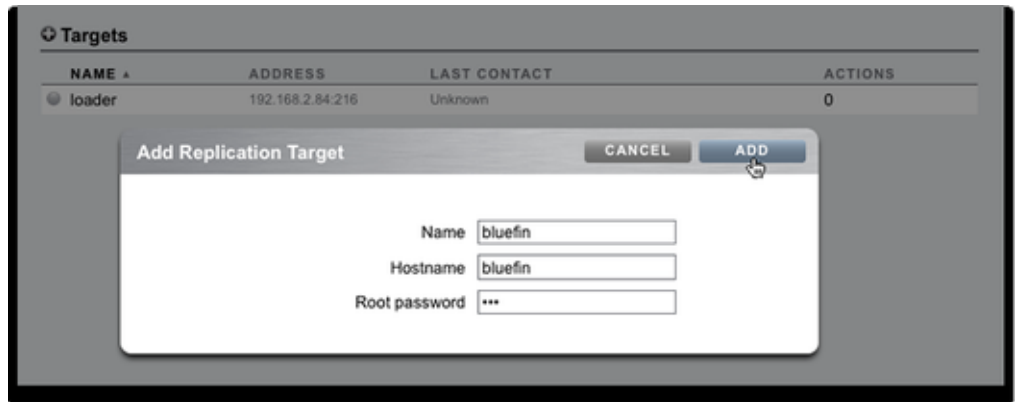 Targets
NAME ▲ ADDRESS LAST CONTACT ACTIONS
loader 192.168.2.84:216 Unknown 0
Add Replication Target CANCEL ADD
Name bluefin
Hostname bluefin
Root password •••